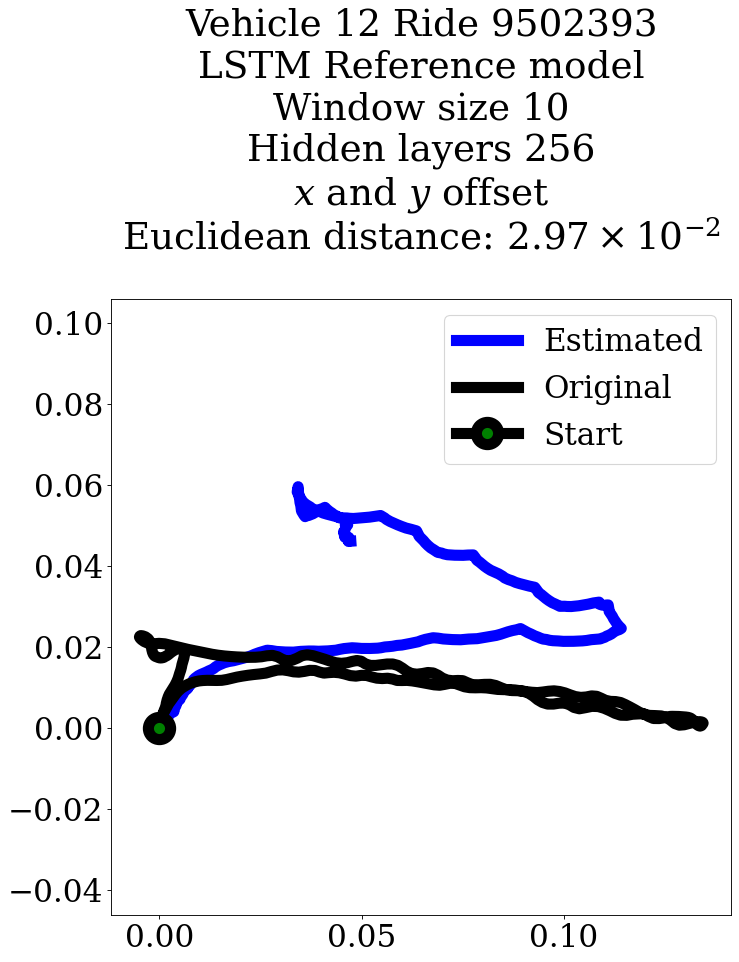 Vehicle 12 Ride 9502393
LSTM Reference model
Window size 10
Hidden layers 256
x and y offset
Euclidean distance: 2.97 × 10⁻²
Estimated
Original
Start
0.10
0.08
0.06
0.04
0.02
0.00
−0.02
−0.04
0.00 0.05 0.10